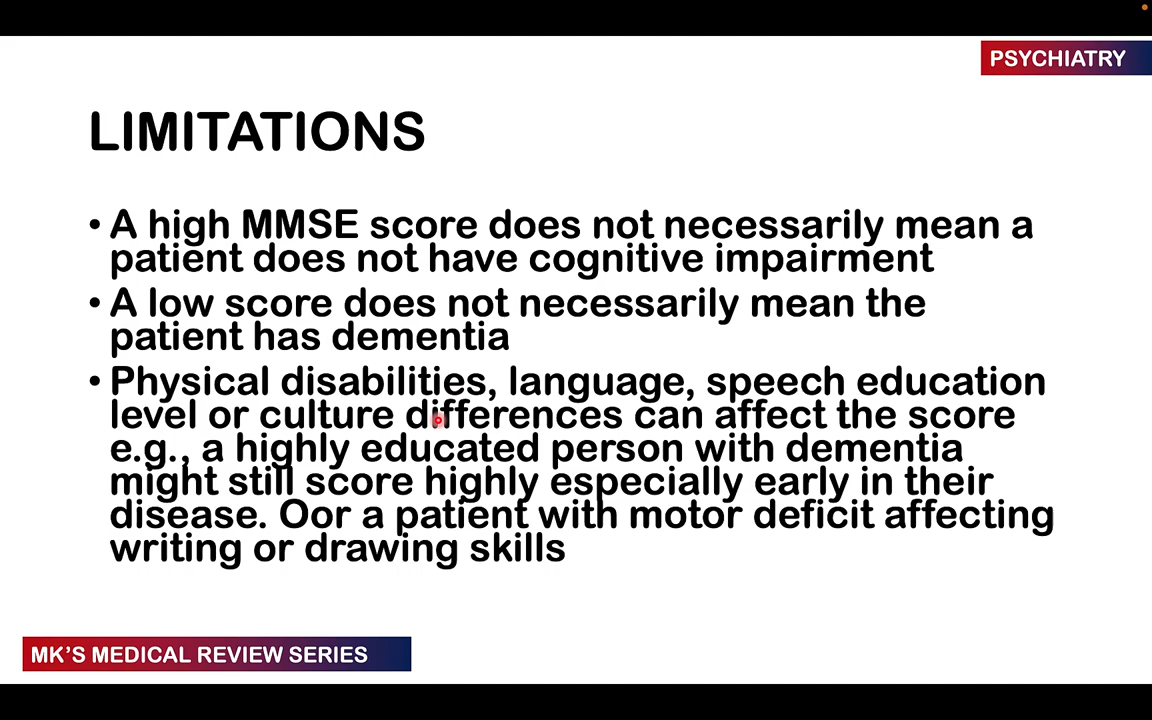 PSYCHIATRY
LIMITATIONS
• A high MMSE score does not necessarily mean a
patient does not have cognitive impairment
• A low score does not necessarily mean the
patient has dementia
• Physical disabilities, language, speech education
level or culture differences can affect the score
e.g., a highly educated person with dementia
might still score highly especially early in their
disease. Oor a patient with motor deficit affecting
writing or drawing skills
MK'S MEDICAL REVIEW SERIES